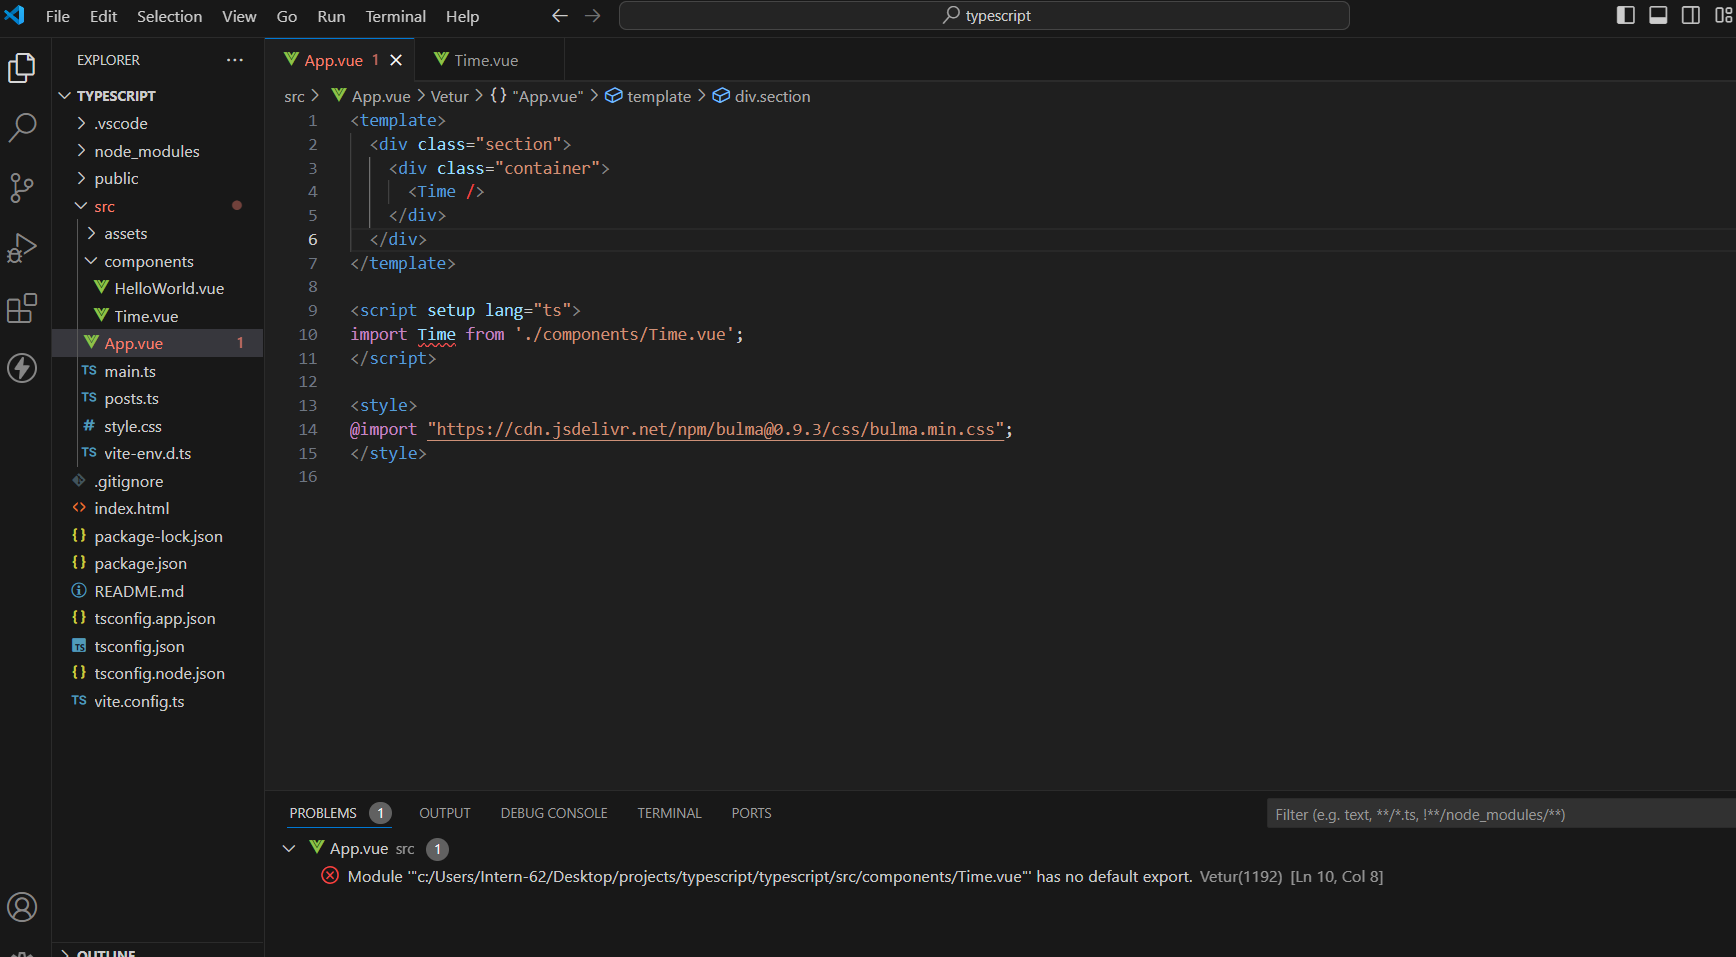 File Edit Selection View Go Run Terminal Help
typescript
EXPLORER
App.vue 1
Time.vue
TYPESCRIPT
.vscode
node_modules
public
src
assets
components
HelloWorld.vue
Time.vue
App.vue 1
TS main.ts
TS posts.ts
# style.css
TS vite-env.d.ts
.gitignore
<> index.html
{} package-lock.json
{} package.json
README.md
{} tsconfig.app.json
TS tsconfig.json
{} tsconfig.node.json
TS vite.config.ts
OUTLINE
src > App.vue > Vetur > {} "App.vue" > template > div.section
1 <template>
2 <div class="section">
3 <div class="container">
4 <Time />
5 </div>
6 </div>
7 </template>
8
9 <script setup lang="ts">
10 import Time from './components/Time.vue';
11 </script>
12
13 <style>
14 @import "https://cdn.jsdelivr.net/npm/bulma@0.9.3/css/bulma.min.css";
15 </style>
16
PROBLEMS 1 OUTPUT DEBUG CONSOLE TERMINAL PORTS
Filter (e.g. text, **/*.ts, !**/node_modules/**)
App.vue src 1
Module '"c:/Users/Intern-62/Desktop/projects/typescript/typescript/src/components/Time.vue"' has no default export. Vetur(1192) [Ln 10, Col 8]